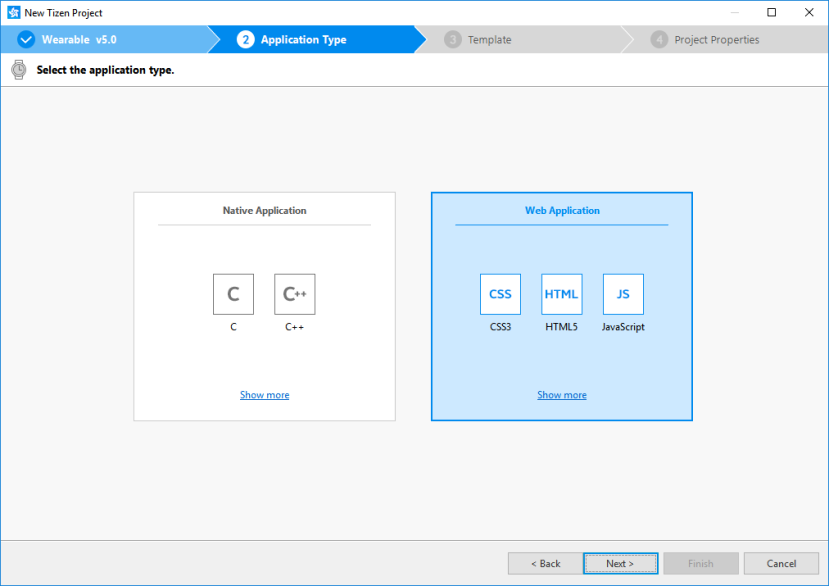 New Tizen Project
Wearable v5.0
2 Application Type
3 Template
4 Project Properties
Select the application type.
Native Application
C C++
C C++
Show more
Web Application
CSS HTML JS
CSS3 HTML5 JavaScript
Show more
< Back Next > Finish Cancel